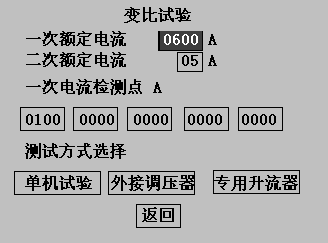 变比试验
一次额定电流 0600 A
二次额定电流 05 A
一次电流检测点 A
0100 0000 0000 0000 0000
测试方式选择
单机试验 外接调压器 专用升流器
返回